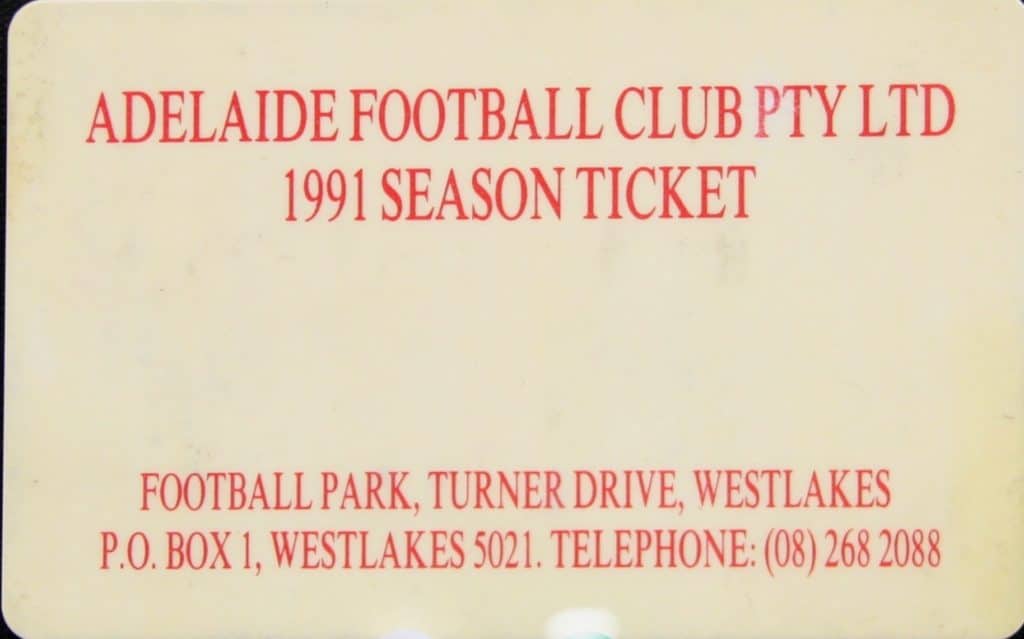 ADELAIDE FOOTBALL CLUB PTY LTD
1991 SEASON TICKET
FOOTBALL PARK, TURNER DRIVE, WESTLAKES
P.O. BOX 1, WESTLAKES 5021. TELEPHONE: (08) 268 2088